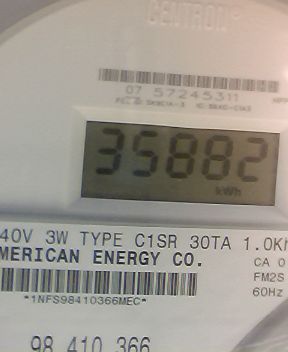 CENTRON®
07 57245311
35882
kWh
40V 3W TYPE C1SR 30TA 1.0Kh
MERICAN ENERGY CO.
CA 0
FM2S
60Hz
*1NFS98410366MEC*
98 410 366